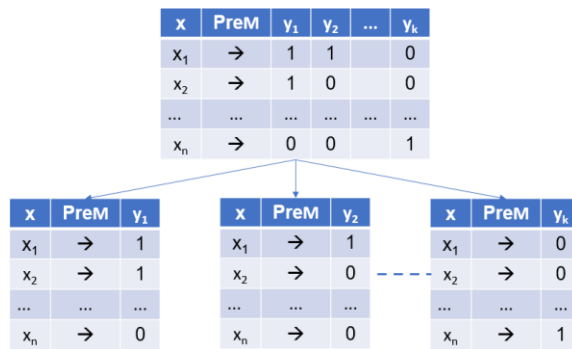 x PreM y₁ y₂ ... yₖ
x₁ → 1 1 0
x₂ → 1 0 0
... ... ... ... ...
xₙ → 0 0 1
x PreM y₁
x₁ → 1
x₂ → 1
... ... ...
xₙ → 0
x PreM y₂
x₁ → 1
x₂ → 0
... ... ...
xₙ → 0
x PreM yₖ
x₁ → 0
x₂ → 0
... ... ...
xₙ → 1